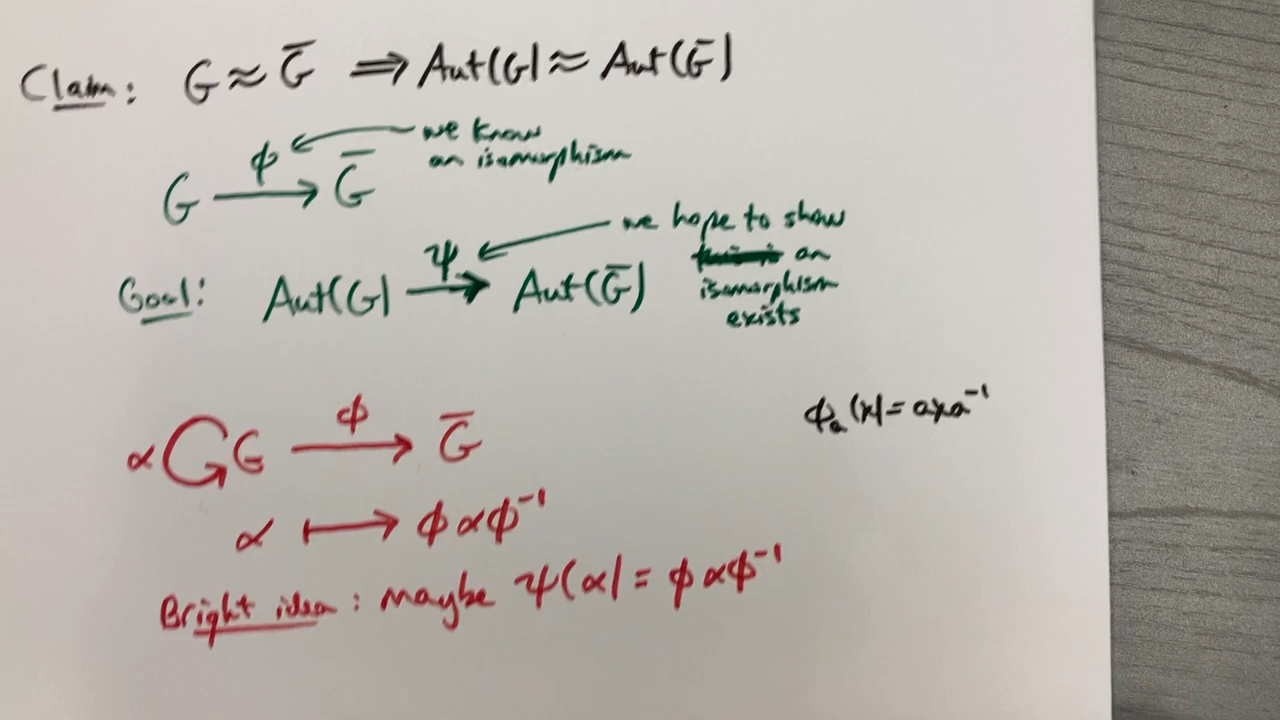 Claim: G ≈ G̅ ⟹ Aut(G) ≈ Aut(G̅)
we know
an isomorphism
G ⟶ϕ G̅
we hope to show
an
isomorphism
exists
Goal: Aut(G) ⟶ψ Aut(G̅)
ϕₐ(x) = axa⁻¹
α G ⟶ϕ G̅
α ⟼ ϕαϕ⁻¹
Bright idea: maybe ψ(α) = ϕαϕ⁻¹